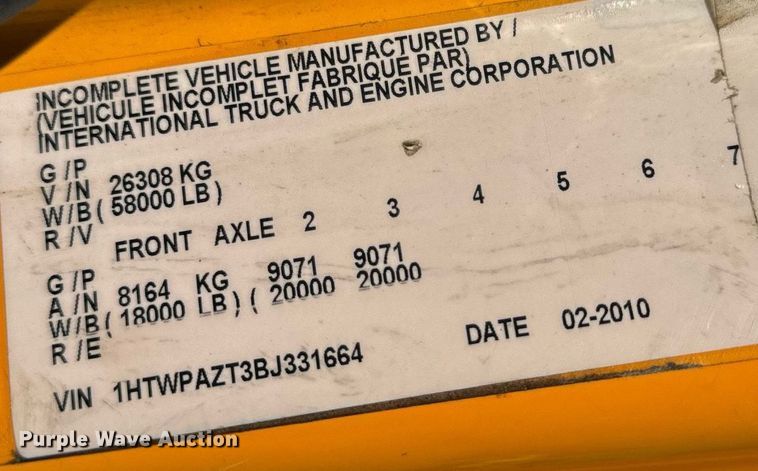 INCOMPLETE VEHICLE MANUFACTURED BY /
(VEHICULE INCOMPLET FABRIQUE PAR)
INTERNATIONAL TRUCK AND ENGINE CORPORATION
G /P
V /N 26308 KG
W/B ( 58000 LB )
R /V
FRONT AXLE 2 3 4 5 6 7
G /P
A /N 8164 KG 9071 9071
W/B ( 18000 LB ) ( 20000 20000
R /E
VIN 1HTWPAZT3BJ331664 DATE 02-2010
Purple Wave Auction